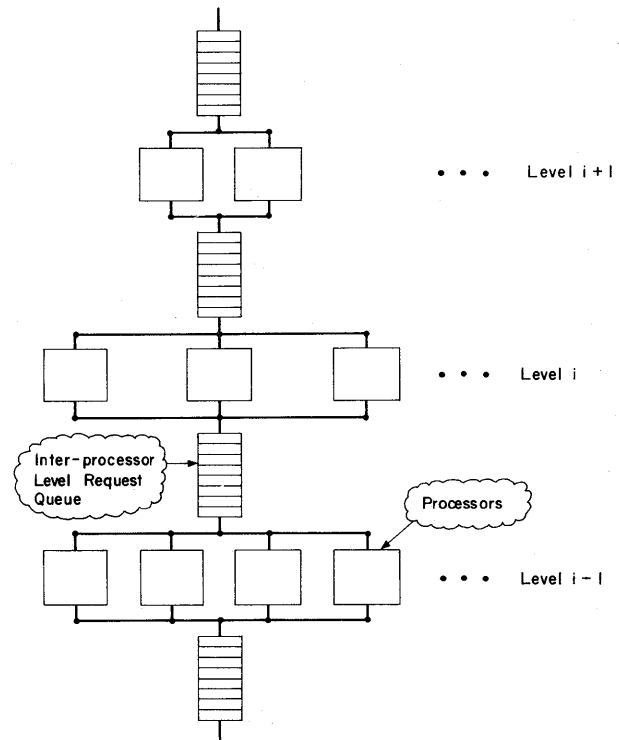 • • • Level i + 1
• • • Level i
Inter-processor
Level Request
Queue
Processors
• • • Level i - 1